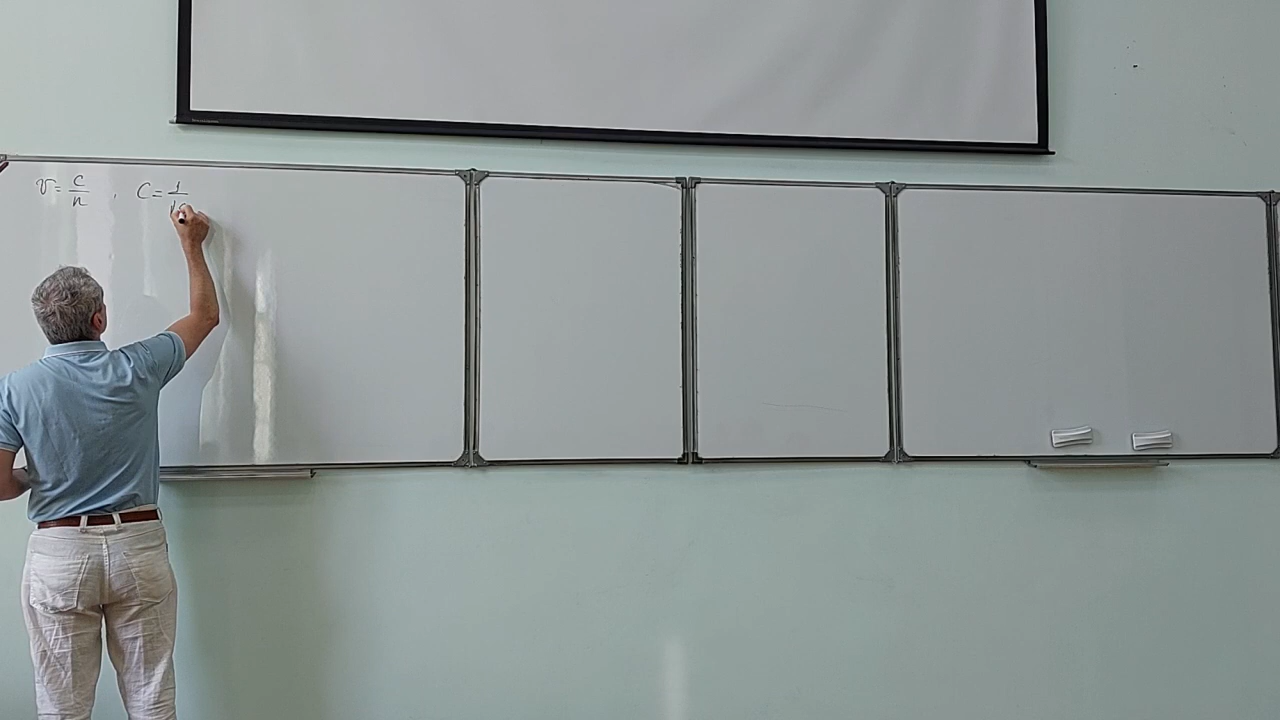 v = c/n , c = 1/